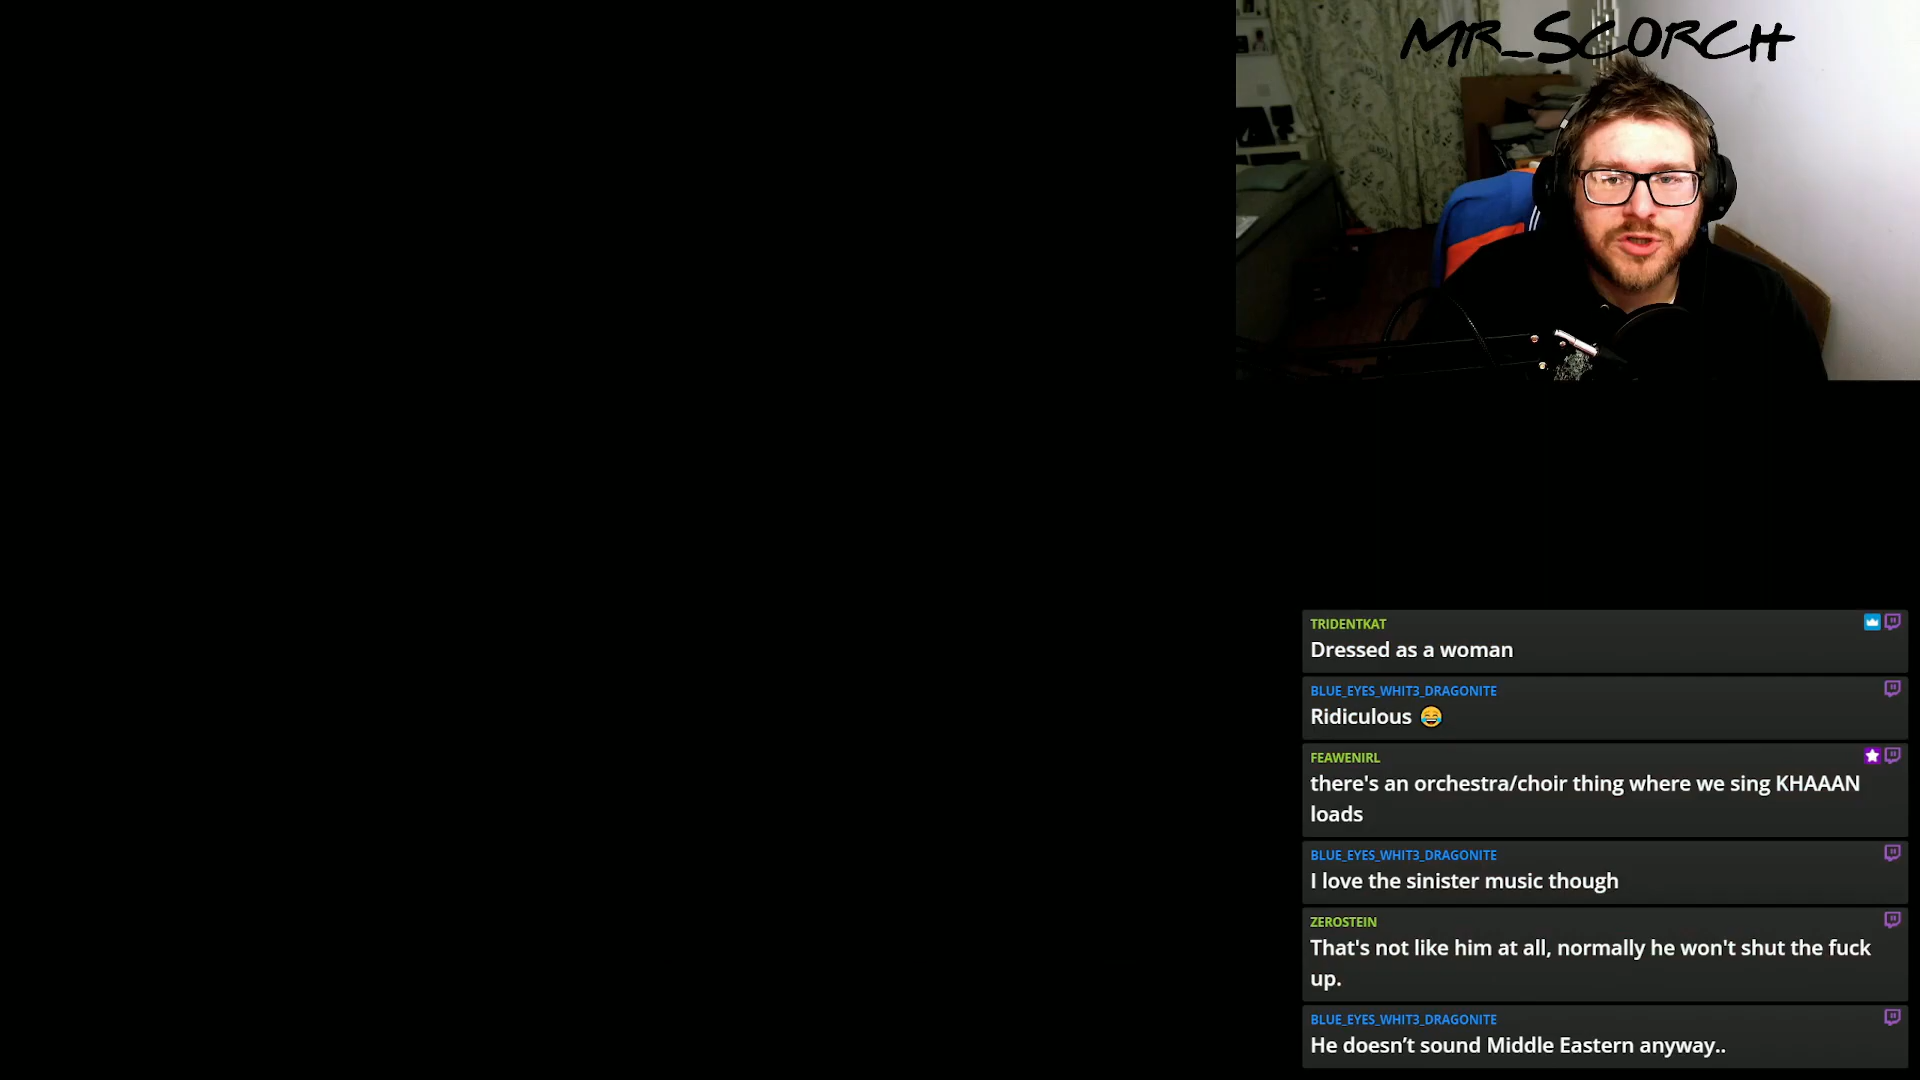 MR_SCORCH
TRIDENTKAT
Dressed as a woman
BLUE_EYES_WHIT3_DRAGONITE
Ridiculous 😂
FEAWENIRL
there's an orchestra/choir thing where we sing KHAAAN
loads
BLUE_EYES_WHIT3_DRAGONITE
I love the sinister music though
ZEROSTEIN
That's not like him at all, normally he won't shut the fuck
up.
BLUE_EYES_WHIT3_DRAGONITE
He doesn’t sound Middle Eastern anyway..